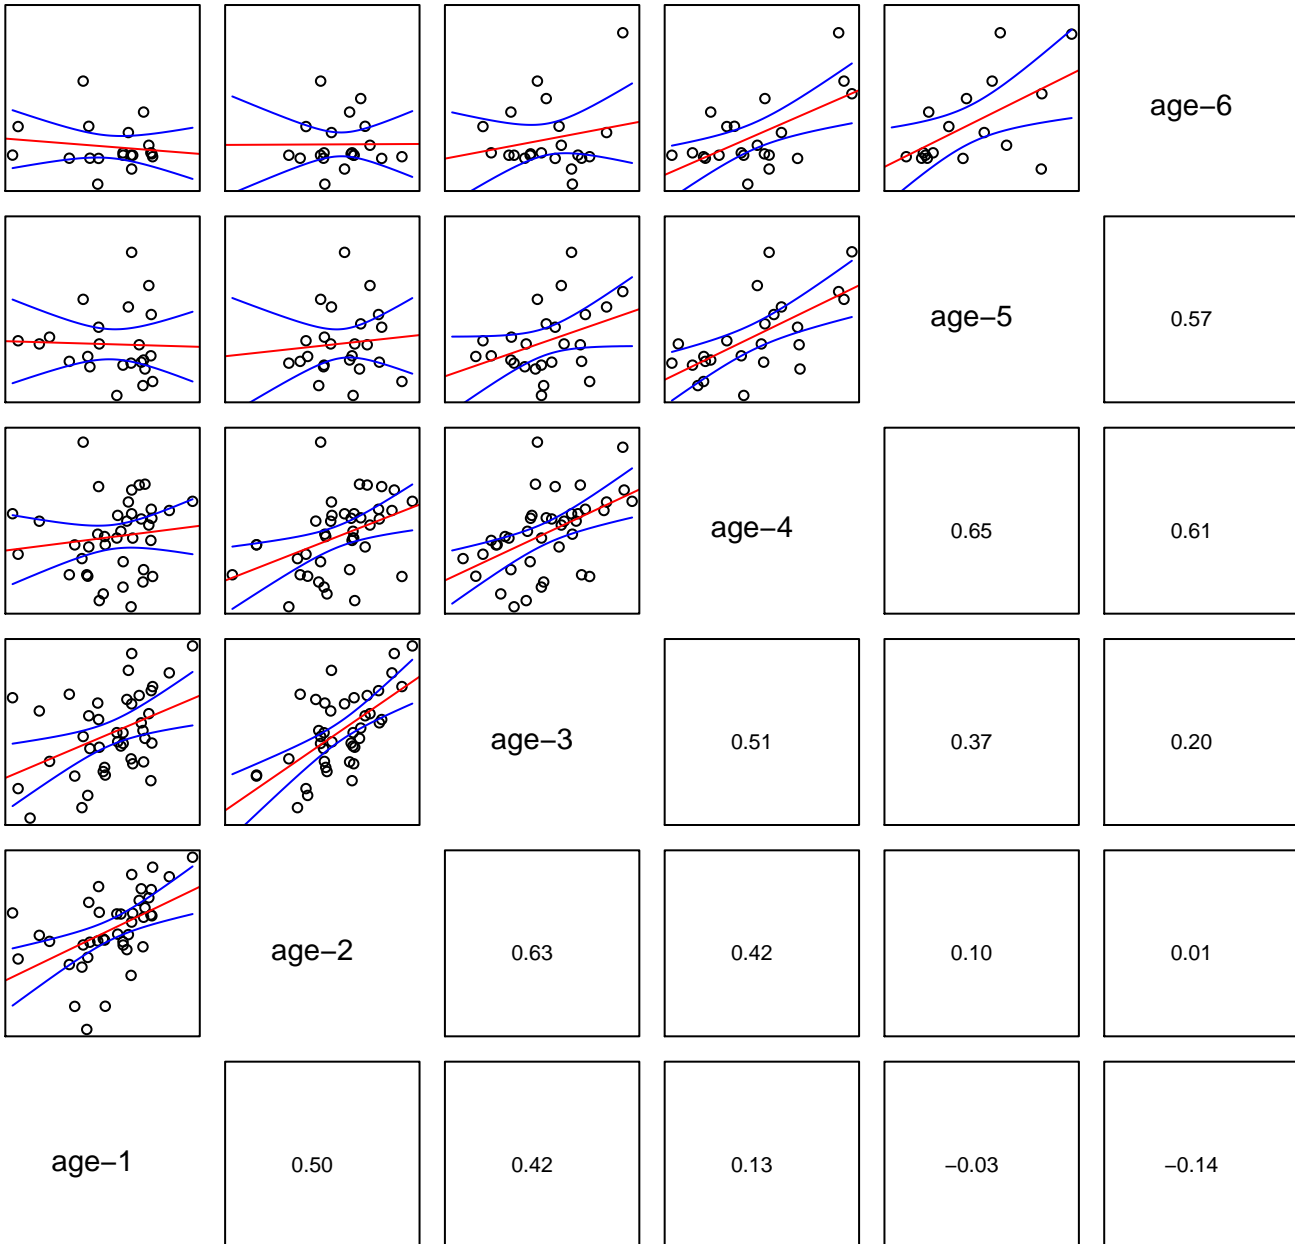 age−6
age−5 0.57
age−4 0.65 0.61
age−3 0.51 0.37 0.20
age−2 0.63 0.42 0.10 0.01
age−1 0.50 0.42 0.13 −0.03 −0.14